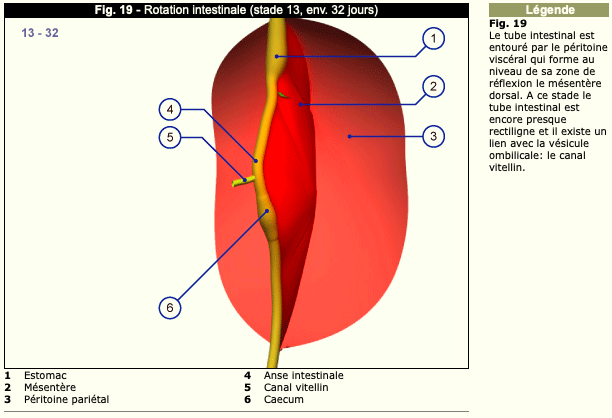 Fig. 19 - Rotation intestinale (stade 13, env. 32 jours)
13 - 32
1
2
3
4
5
6
1 Estomac
2 Mésentère
3 Péritoine pariétal
4 Anse intestinale
5 Canal vitellin
6 Caecum
Légende
Fig. 19
Le tube intestinal est
entouré par le péritoine
viscéral qui forme au
niveau de sa zone de
réflexion le mésentère
dorsal. A ce stade le
tube intestinal est
encore presque
rectiligne et il existe un
lien avec la vésicule
ombilicale: le canal
vitellin.